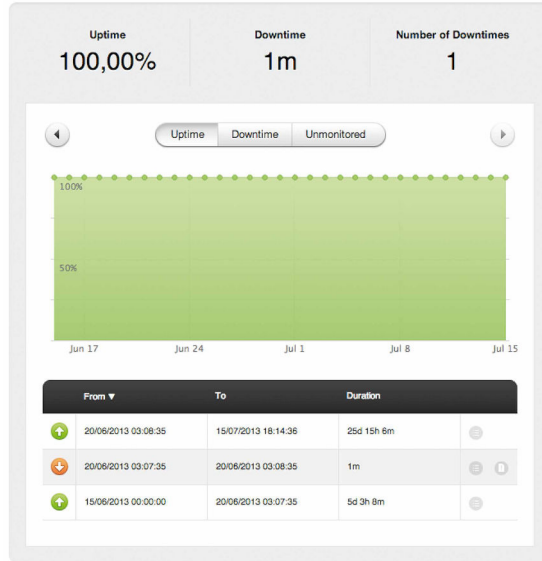 Uptime Downtime Number of Downtimes
100,00% 1m 1
Uptime Downtime Unmonitored
100%
50%
Jun 17 Jun 24 Jul 1 Jul 8 Jul 15
From ▼ To Duration
20/06/2013 03:08:35 15/07/2013 18:14:36 25d 15h 6m
20/06/2013 03:07:35 20/06/2013 03:08:35 1m
15/06/2013 00:00:00 20/06/2013 03:07:35 5d 3h 8m